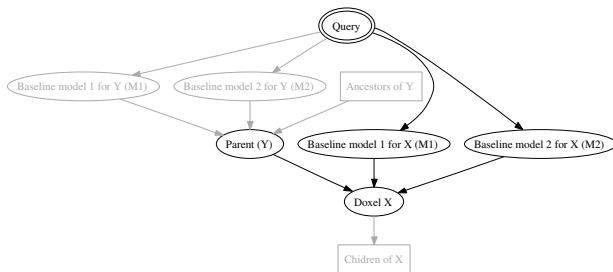 Query
Baseline model 1 for Y (M1)
Baseline model 2 for Y (M2)
Ancestors of Y
Parent (Y)
Baseline model 1 for X (M1)
Baseline model 2 for X (M2)
Doxel X
Chidren of X